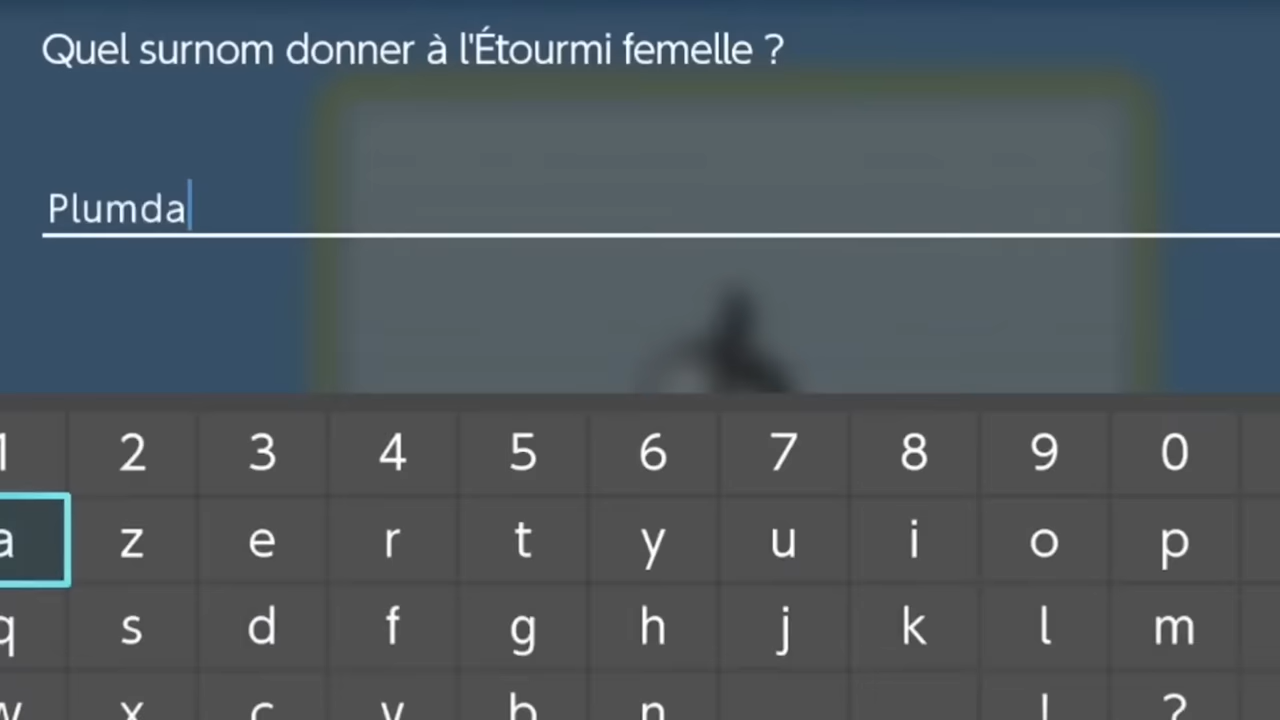 Quel surnom donner à l'Étourmi femelle ?
Plumda
1 2 3 4 5 6 7 8 9 0
a z e r t y u i o p
q s d f g h j k l m
w x c v b n ! ?